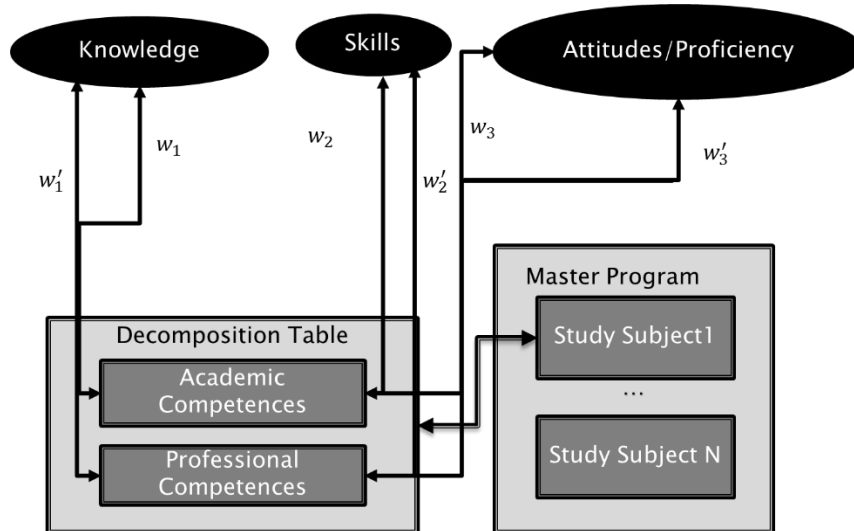 Knowledge
Skills
Attitudes/Proficiency
w₁
w₂
w₃
w′₁
w′₂
w′₃
Master Program
Decomposition Table
Study Subject1
Academic
Competences
...
Professional
Competences
Study Subject N